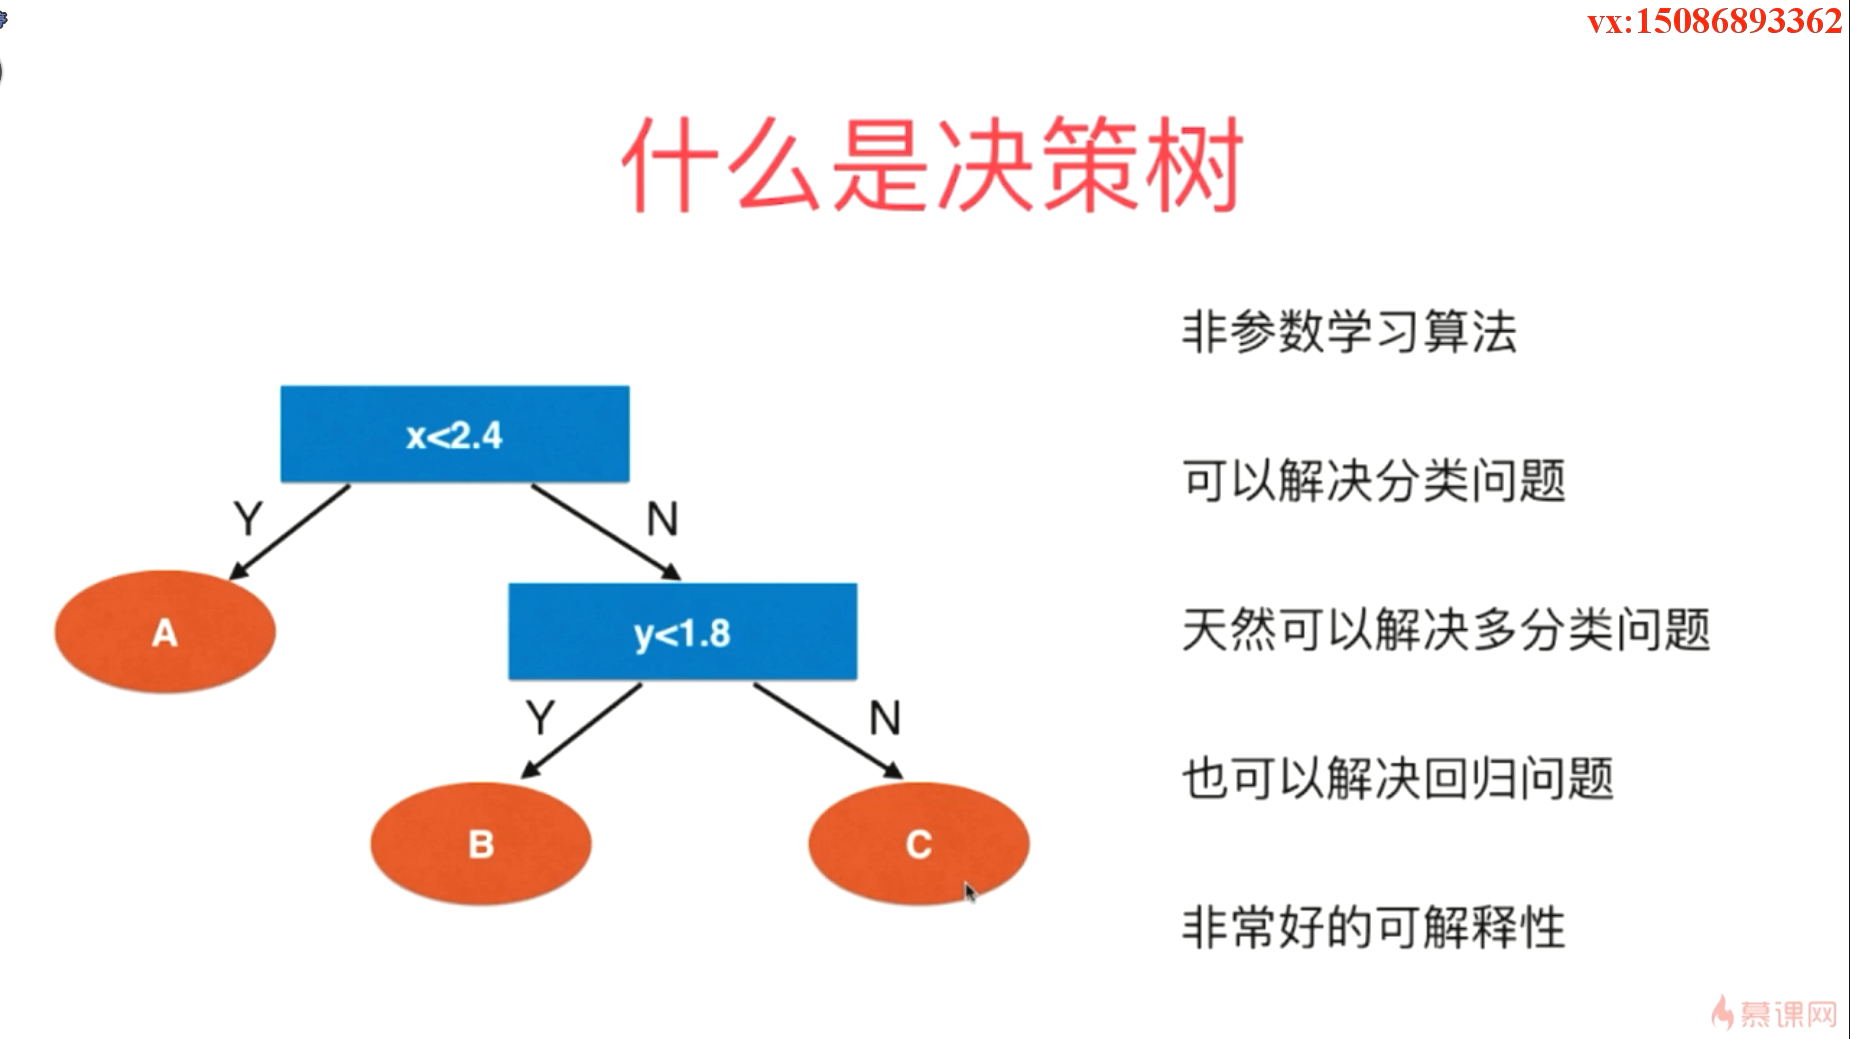 vx:15086893362
什么是决策树
非参数学习算法
x<2.4
可以解决分类问题
Y
N
A
y<1.8
天然可以解决多分类问题
Y
N
也可以解决回归问题
B
C
非常好的可解释性
慕课网